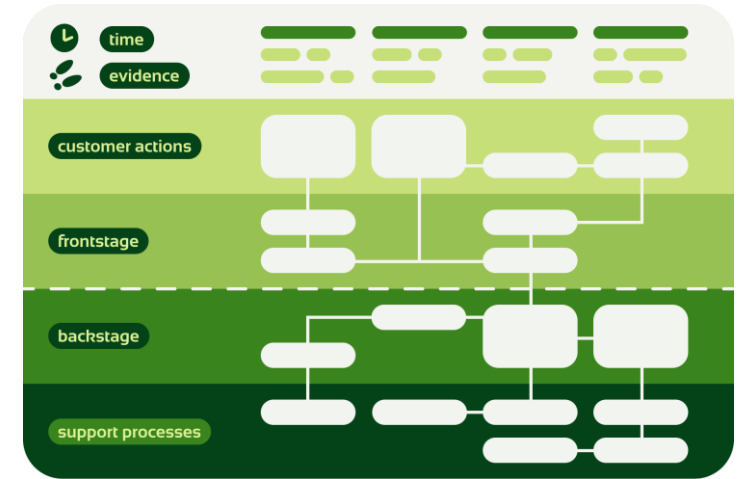 time
evidence
customer actions
frontstage
backstage
support processes